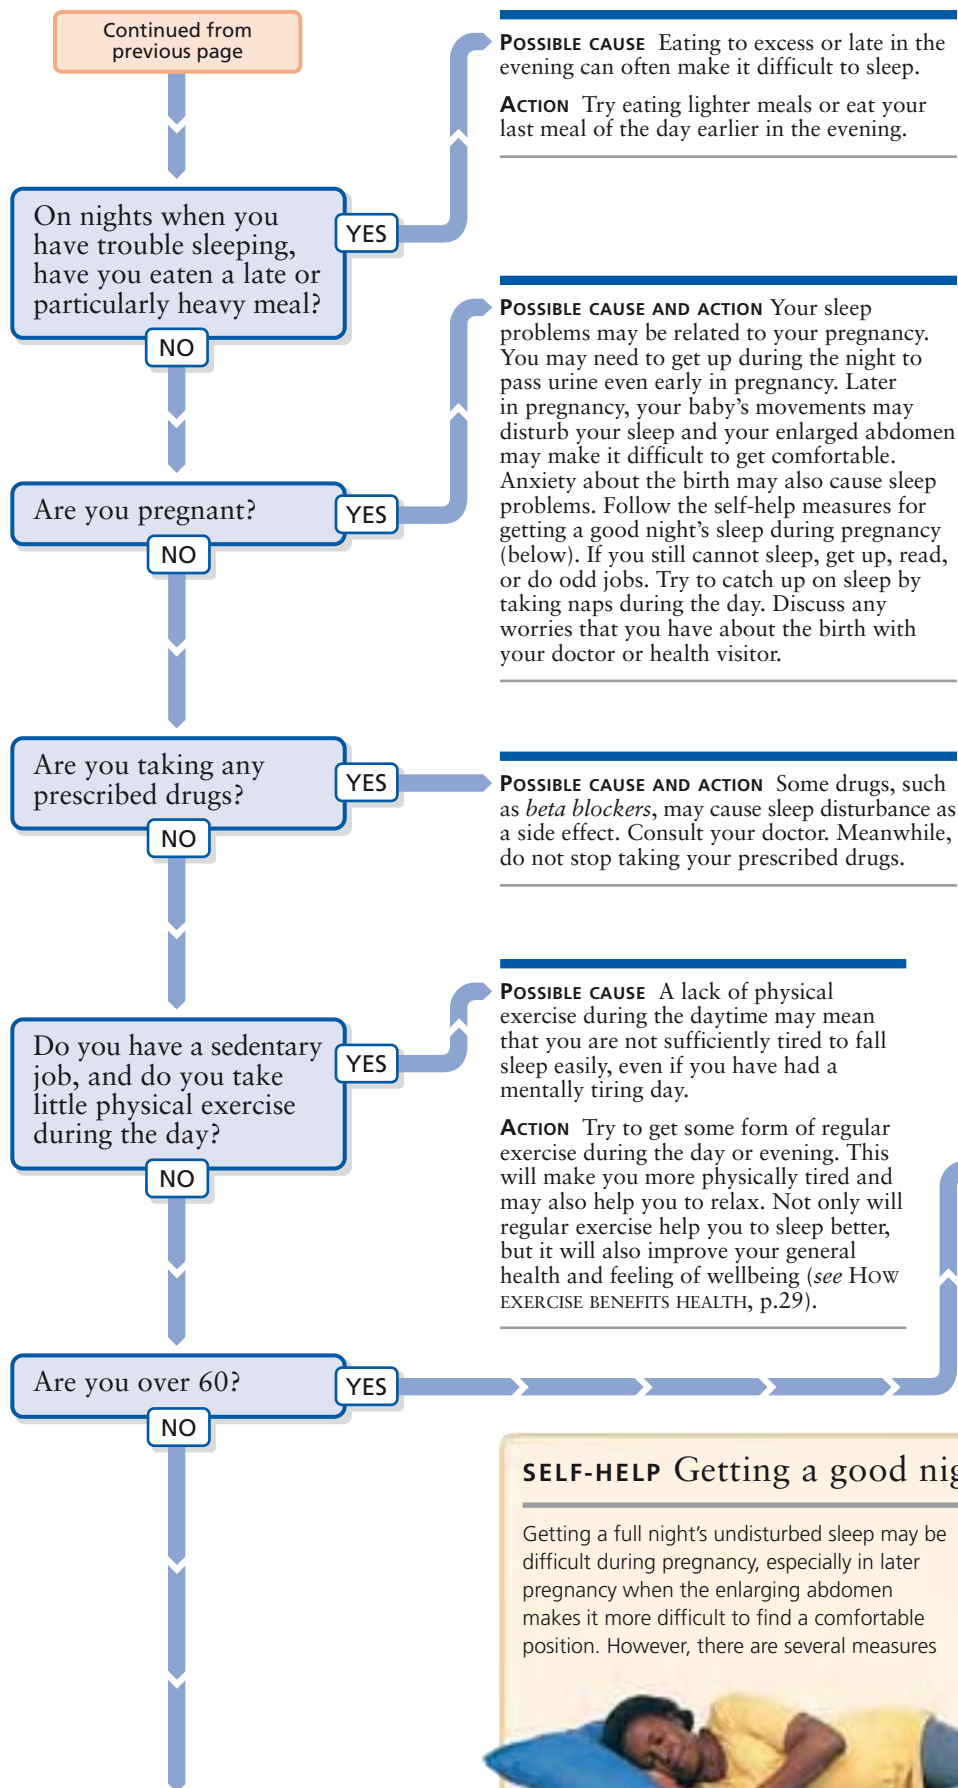 Continued from
previous page
On nights when you
have trouble sleeping,
have you eaten a late or
particularly heavy meal?
YES
NO
POSSIBLE CAUSE Eating to excess or late in the
evening can often make it difficult to sleep.
ACTION Try eating lighter meals or eat your
last meal of the day earlier in the evening.
Are you pregnant?
YES
NO
POSSIBLE CAUSE AND ACTION Your sleep
problems may be related to your pregnancy.
You may need to get up during the night to
pass urine even early in pregnancy. Later
in pregnancy, your baby's movements may
disturb your sleep and your enlarged abdomen
may make it difficult to get comfortable.
Anxiety about the birth may also cause sleep
problems. Follow the self-help measures for
getting a good night's sleep during pregnancy
(below). If you still cannot sleep, get up, read,
or do odd jobs. Try to catch up on sleep by
taking naps during the day. Discuss any
worries that you have about the birth with
your doctor or health visitor.
Are you taking any
prescribed drugs?
YES
NO
POSSIBLE CAUSE AND ACTION Some drugs, such
as beta blockers, may cause sleep disturbance as
a side effect. Consult your doctor. Meanwhile,
do not stop taking your prescribed drugs.
Do you have a sedentary
job, and do you take
little physical exercise
during the day?
YES
NO
POSSIBLE CAUSE A lack of physical
exercise during the daytime may mean
that you are not sufficiently tired to fall
sleep easily, even if you have had a
mentally tiring day.
ACTION Try to get some form of regular
exercise during the day or evening. This
will make you more physically tired and
may also help you to relax. Not only will
regular exercise help you to sleep better,
but it will also improve your general
health and feeling of wellbeing (see HOW
EXERCISE BENEFITS HEALTH, p.29).
Are you over 60?
YES
NO
SELF-HELP Getting a good nig
Getting a full night's undisturbed sleep may be
difficult during pregnancy, especially in later
pregnancy when the enlarging abdomen
makes it more difficult to find a comfortable
position. However, there are several measures